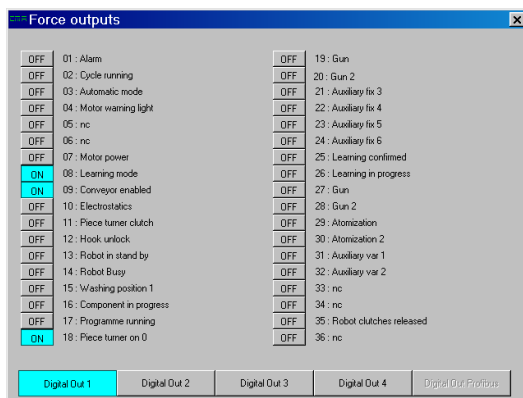 cma Force outputs
OFF 01 : Alarm
OFF 02 : Cycle running
OFF 03 : Automatic mode
OFF 04 : Motor warning light
OFF 05 : nc
OFF 06 : nc
OFF 07 : Motor power
ON 08 : Learning mode
ON 09 : Conveyor enabled
OFF 10 : Electrostatics
OFF 11 : Piece turner clutch
OFF 12 : Hook unlock
OFF 13 : Robot in stand by
OFF 14 : Robot Busy
OFF 15 : Washing position 1
OFF 16 : Component in progress
OFF 17 : Programme running
ON 18 : Piece turner on 0
OFF 19 : Gun
OFF 20 : Gun 2
OFF 21 : Auxiliary fix 3
OFF 22 : Auxiliary fix 4
OFF 23 : Auxiliary fix 5
OFF 24 : Auxiliary fix 6
OFF 25 : Learning confirmed
OFF 26 : Learning in progress
OFF 27 : Gun
OFF 28 : Gun 2
OFF 29 : Atomization
OFF 30 : Atomization 2
OFF 31 : Auxiliary var 1
OFF 32 : Auxiliary var 2
OFF 33 : nc
OFF 34 : nc
OFF 35 : Robot clutches released
OFF 36 : nc
Digital Out 1 Digital Out 2 Digital Out 3 Digital Out 4 Digital Out Profibus